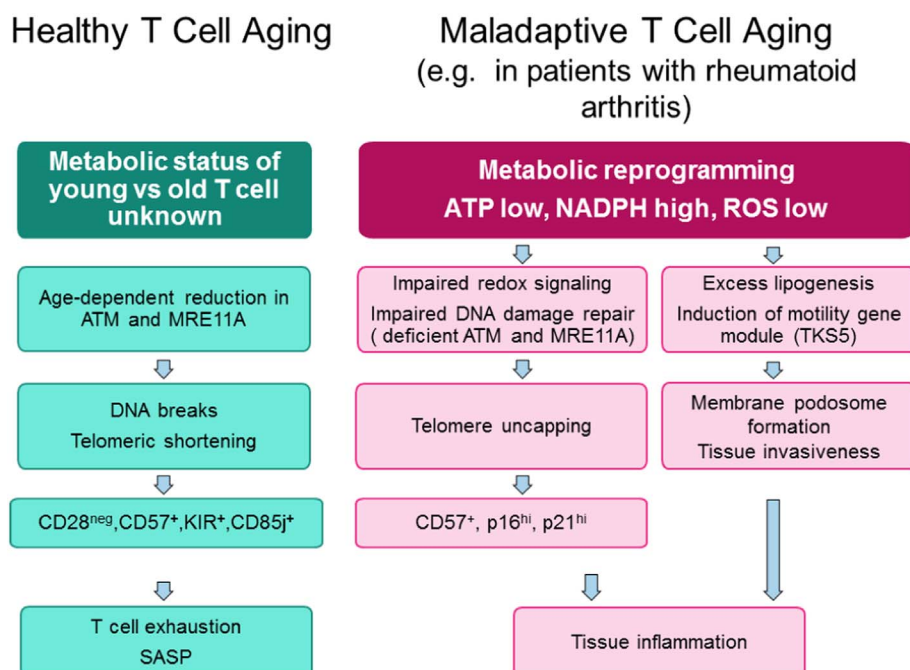 Healthy T Cell Aging
Maladaptive T Cell Aging
(e.g. in patients with rheumatoid
arthritis)
Metabolic status of
young vs old T cell
unknown
Metabolic reprogramming
ATP low, NADPH high, ROS low
Age-dependent reduction in
ATM and MRE11A
Impaired redox signaling
Impaired DNA damage repair
( deficient ATM and MRE11A)
Excess lipogenesis
Induction of motility gene
module (TKS5)
DNA breaks
Telomeric shortening
Telomere uncapping
Membrane podosome
formation
Tissue invasiveness
CD28neg,CD57+,KIR+,CD85j+
CD57+, p16hi, p21hi
T cell exhaustion
SASP
Tissue inflammation